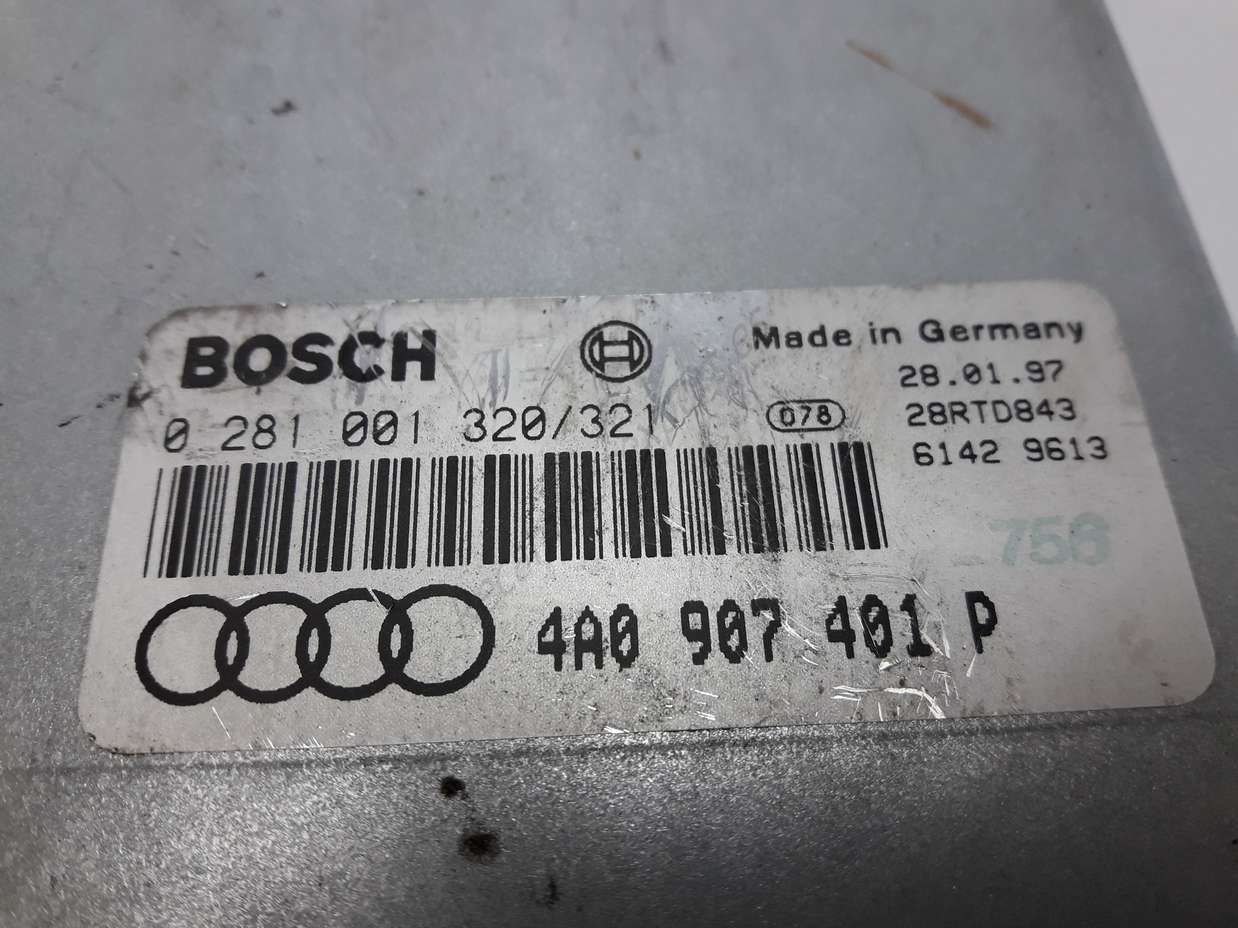 BOSCH
Made in Germany
28.01.97
0 281 001 320/321
078
28RTD843
6142 9613
756
4A0 907 401 P